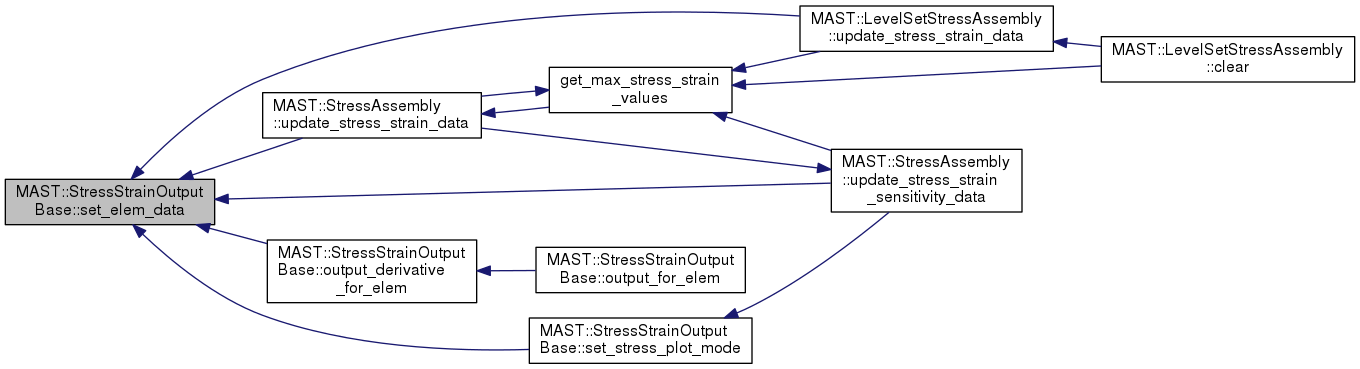 MAST::StressStrainOutput
Base::set_elem_data
MAST::StressAssembly
::update_stress_strain_data
get_max_stress_strain
_values
MAST::LevelSetStressAssembly
::update_stress_strain_data
MAST::LevelSetStressAssembly
::clear
MAST::StressAssembly
::update_stress_strain
_sensitivity_data
MAST::StressStrainOutput
Base::output_derivative
_for_elem
MAST::StressStrainOutput
Base::output_for_elem
MAST::StressStrainOutput
Base::set_stress_plot_mode